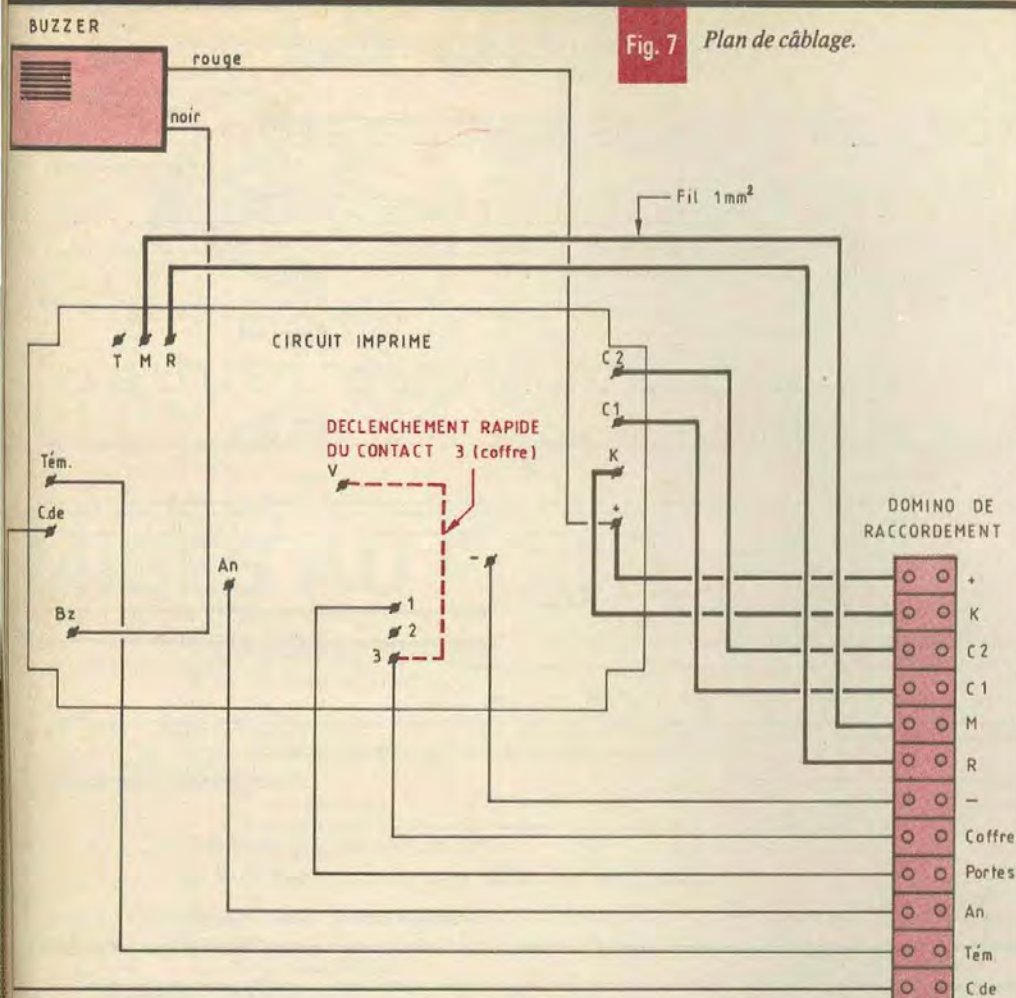 BUZZER
Fig. 7 Plan de câblage.
rouge
noir
Fil 1mm²
T M R
CIRCUIT IMPRIME
C 2
C1
K
+
DECLENCHEMENT RAPIDE
DU CONTACT 3 (coffre)
V
Tém.
C.de
An
Bz
-
1
2
3
DOMINO DE
RACCORDEMENT
+
K
C 2
C 1
M
R
—
Coffre
Portes
An
Tém
C.de